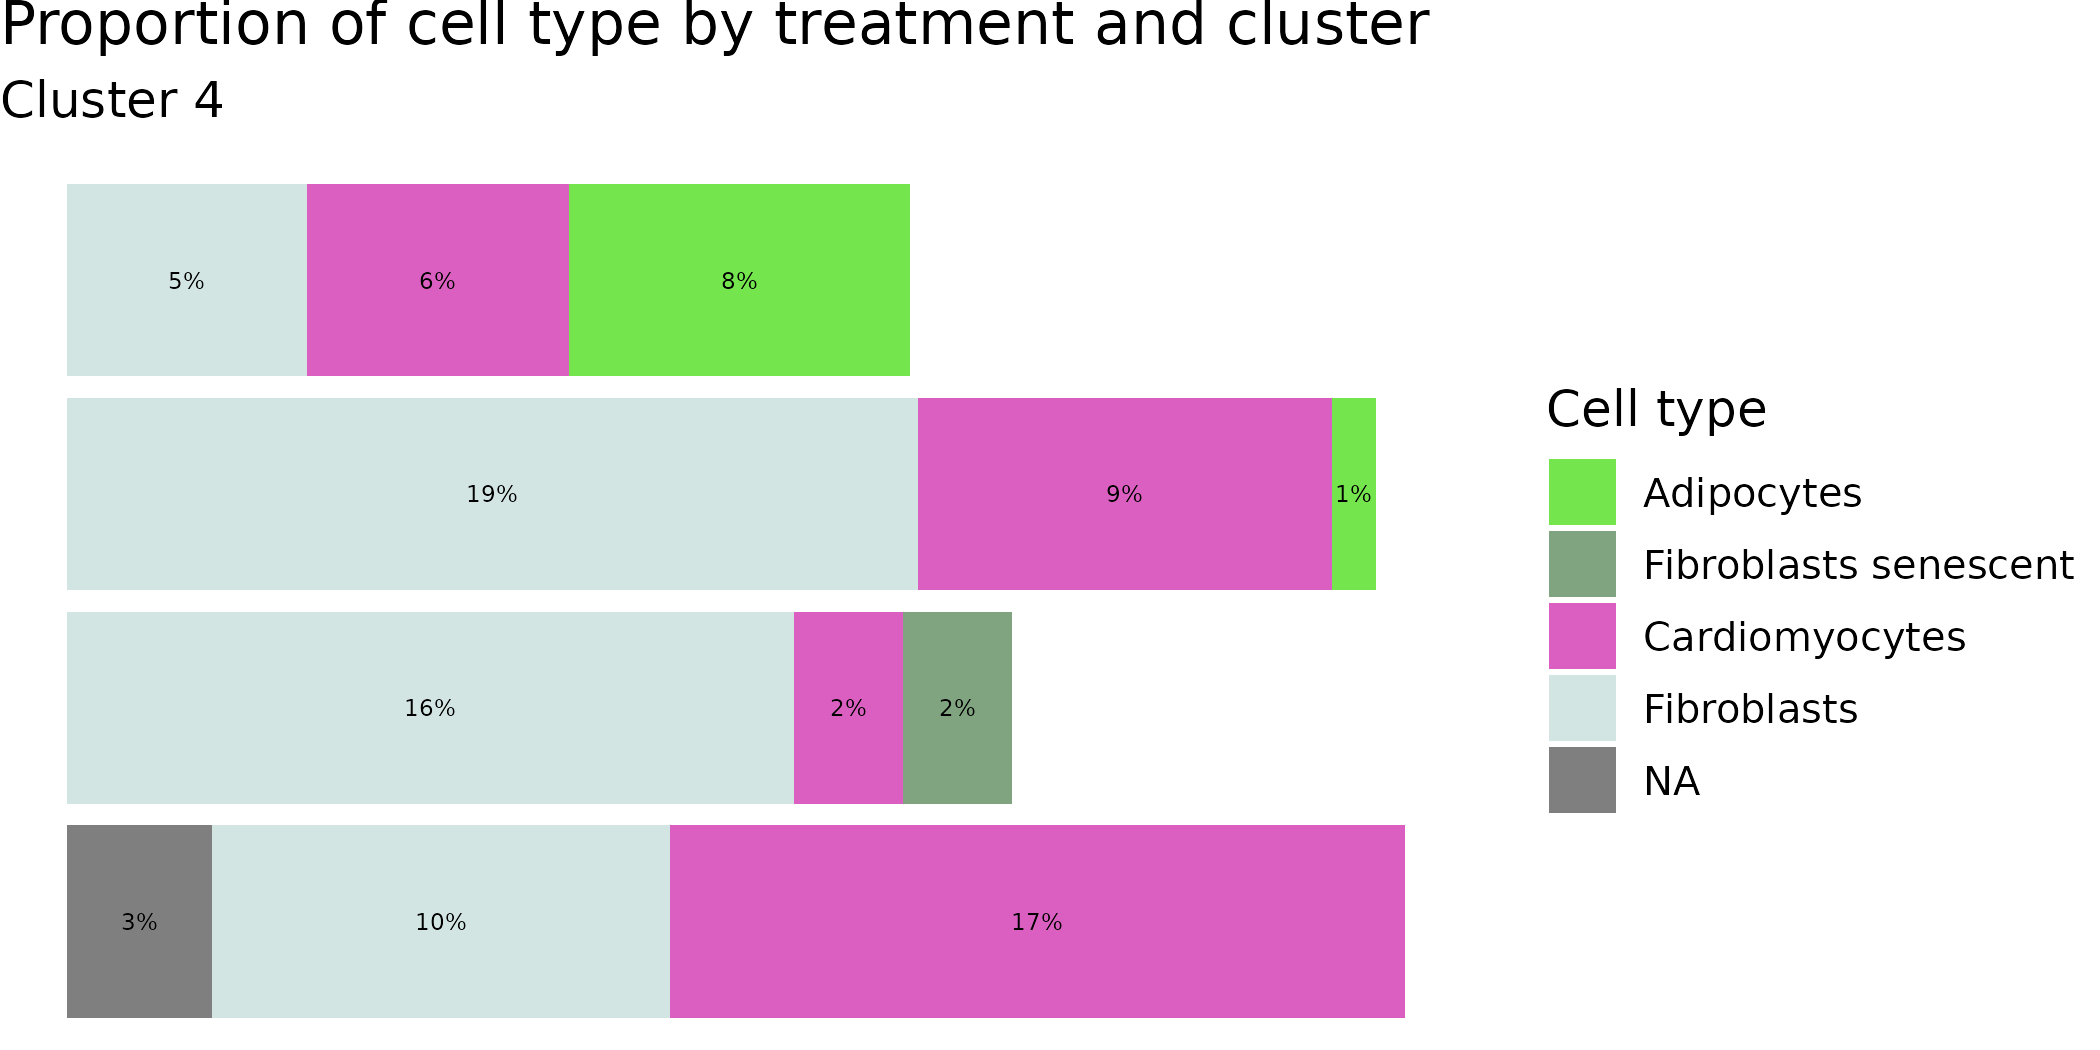 Proportion of cell type by treatment and cluster
Cluster 4
5% 6% 8%
19% 9% 1%
16% 2% 2%
3% 10% 17%
Cell type
Adipocytes
Fibroblasts senescent
Cardiomyocytes
Fibroblasts
NA